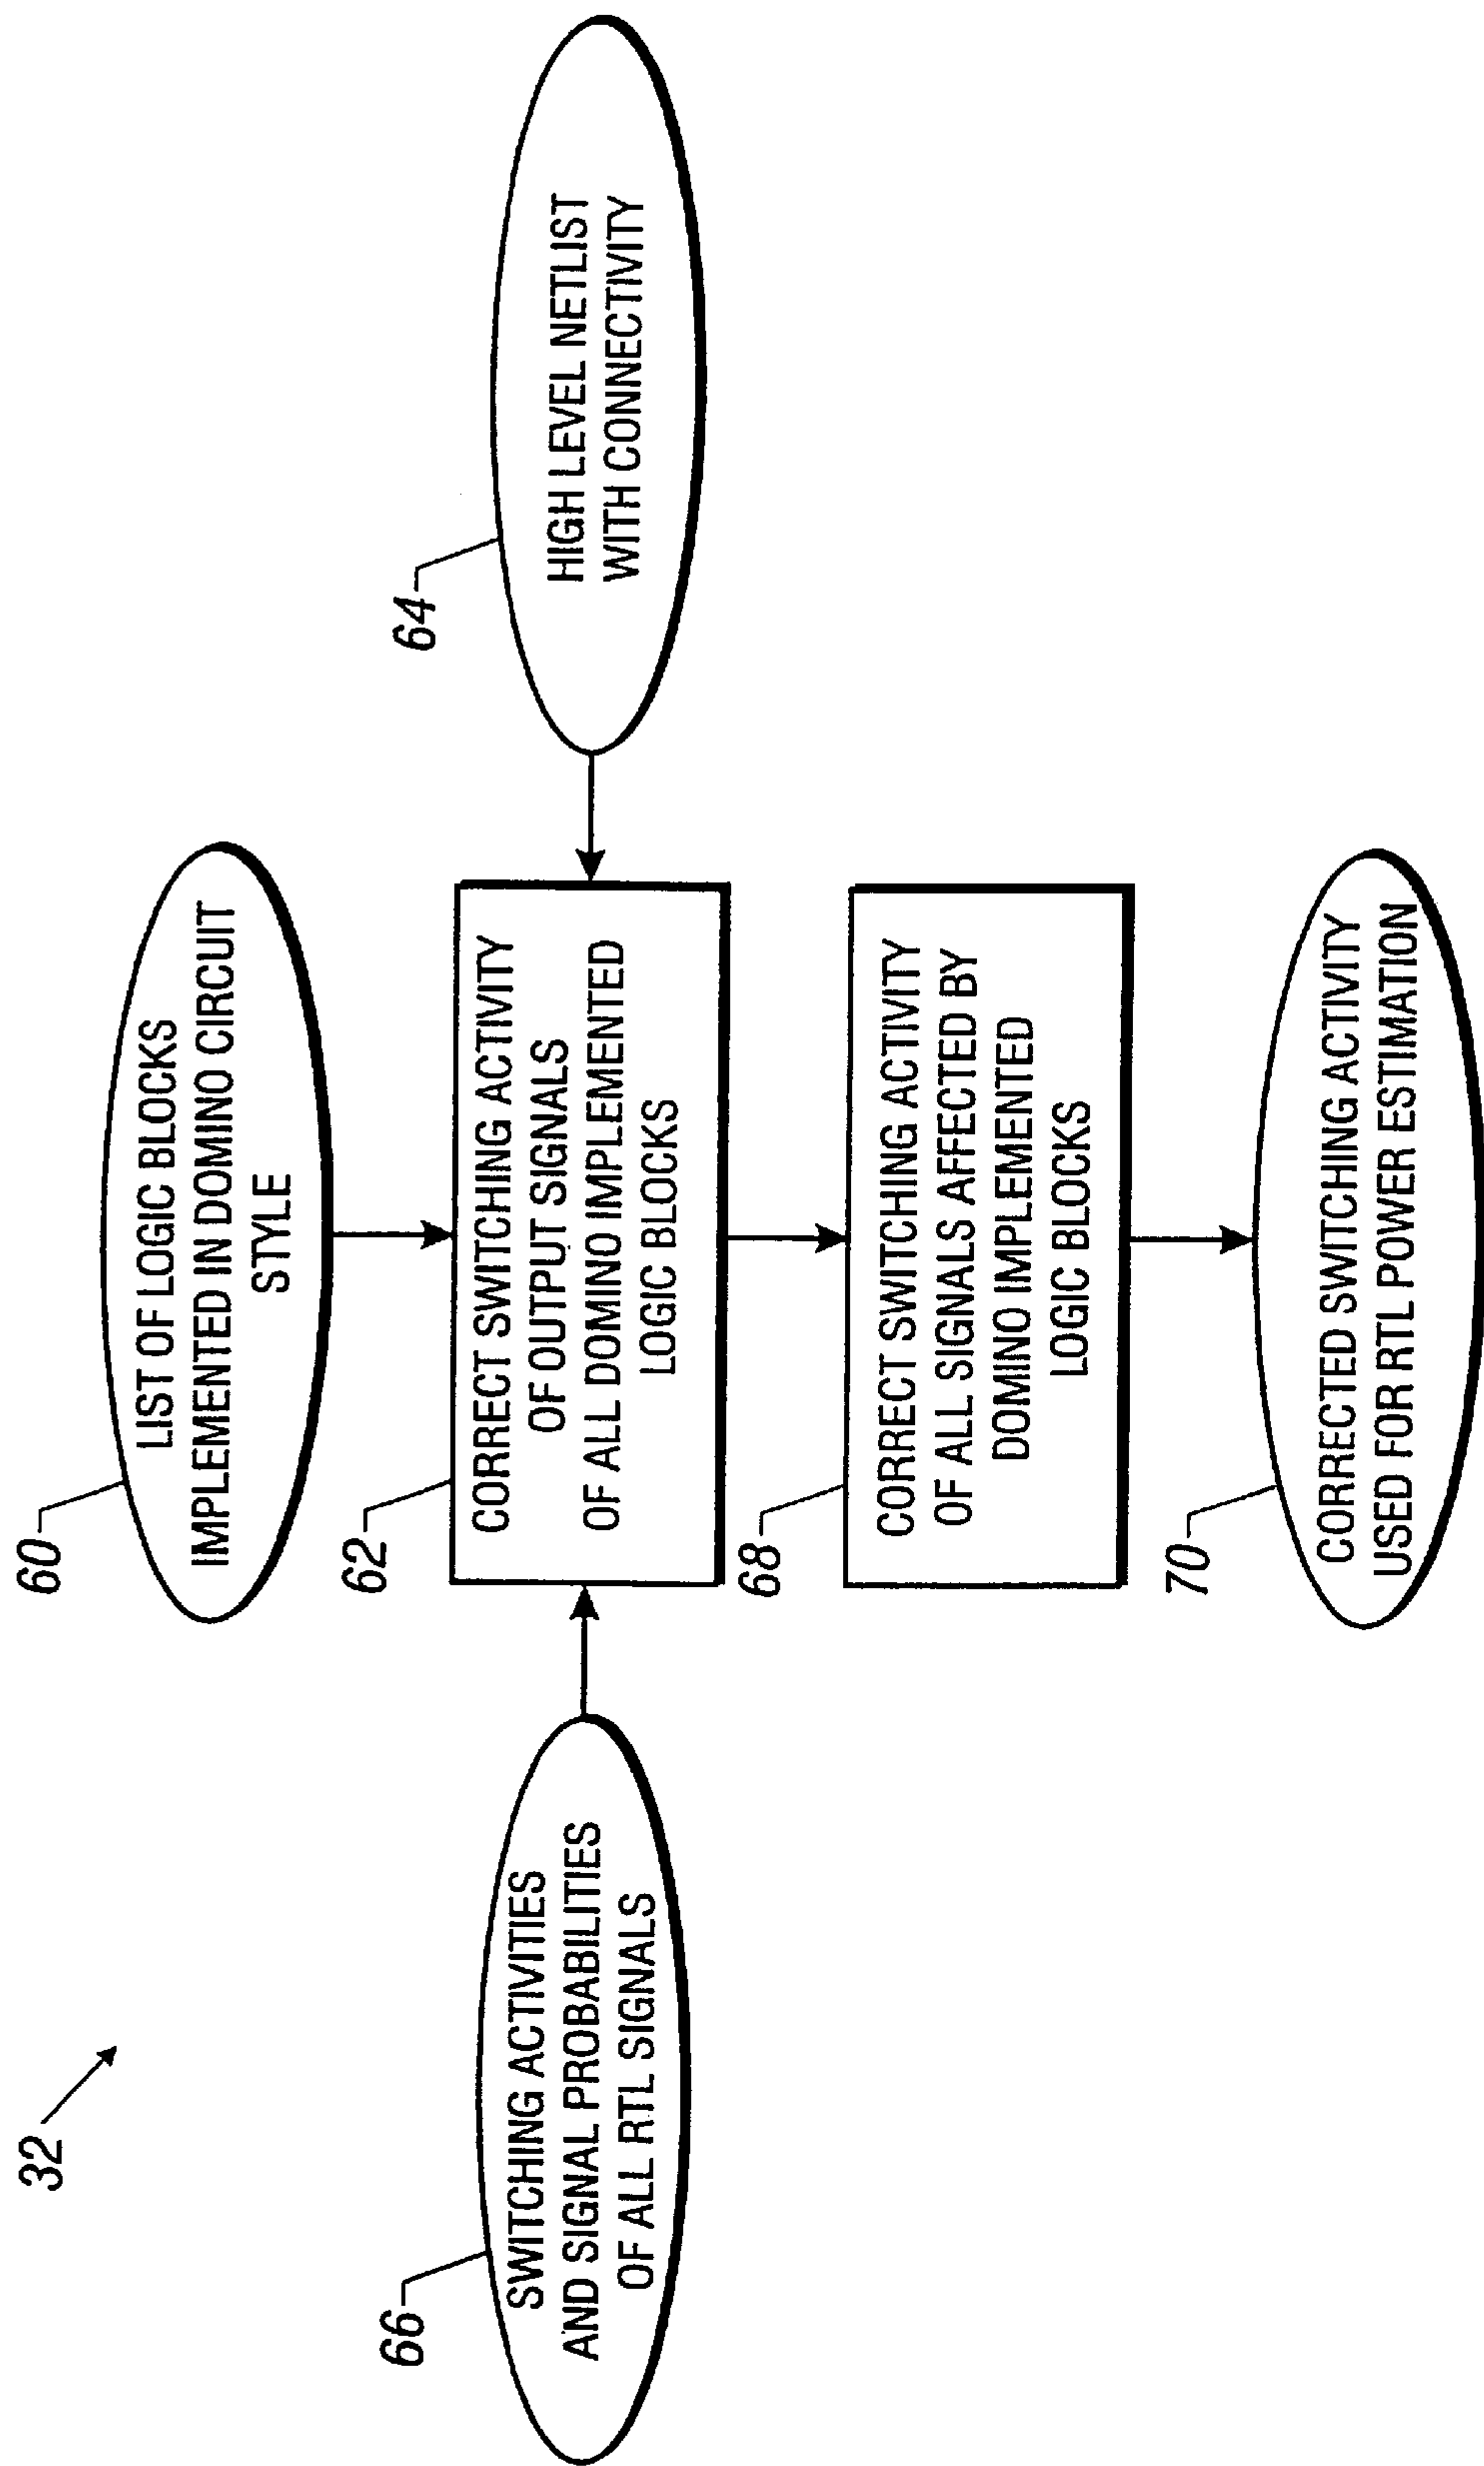 32
60
LIST OF LOGIC BLOCKS
IMPLEMENTED IN DOMINO CIRCUIT
STYLE
66
SWITCHING ACTIVITIES
AND SIGNAL PROBABILITIES
OF ALL RTL SIGNALS
62
CORRECT SWITCHING ACTIVITY
OF OUTPUT SIGNALS
OF ALL DOMINO IMPLEMENTED
LOGIC BLOCKS
64
HIGH LEVEL NETLIST
WITH CONNECTIVITY
68
CORRECT SWITCHING ACTIVITY
OF ALL SIGNALS AFFECTED BY
DOMINO IMPLEMENTED
LOGIC BLOCKS
70
CORRECTED SWITCHING ACTIVITY
USED FOR RTL POWER ESTIMATION